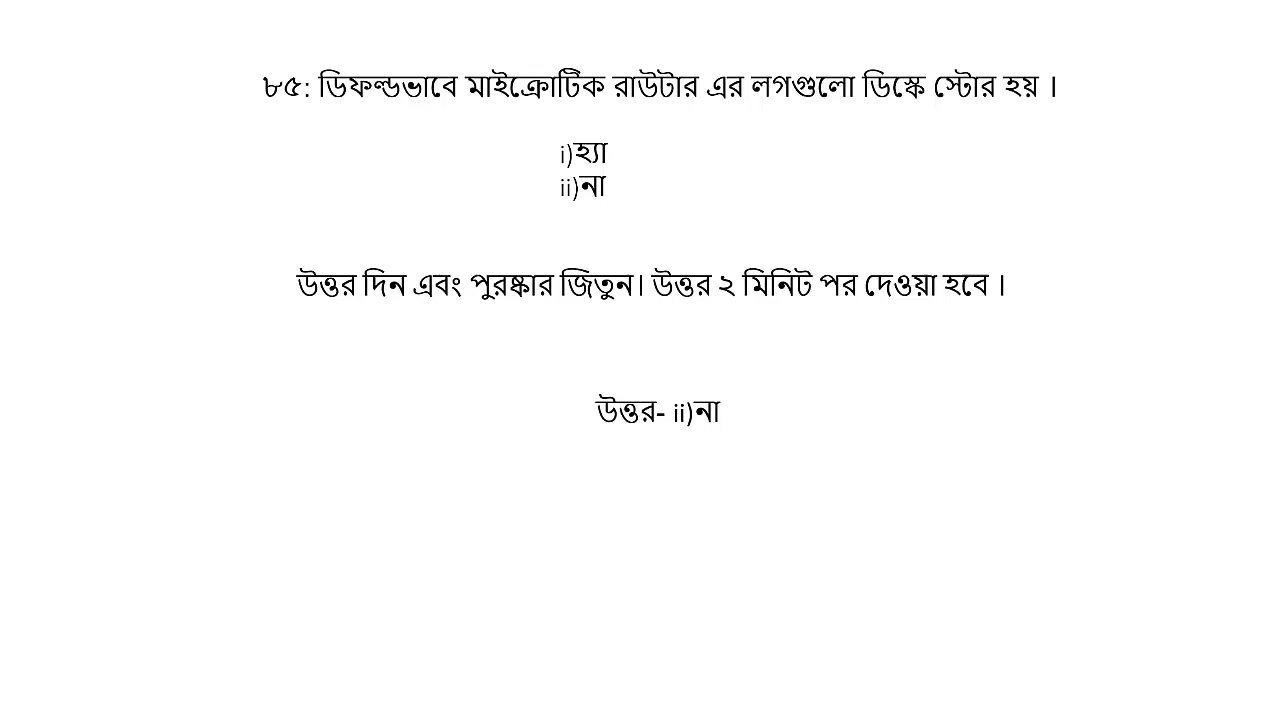 ৮৫: ডিফল্ডভাবে মাইক্রোটিক রাউটার এর লগগুলো ডিস্কে স্টোর হয় ।
i)হ্যা
ii)না
উত্তর দিন এবং পুরষ্কার জিতুন। উত্তর ২ মিনিট পর দেওয়া হবে ।
উত্তর- ii)না